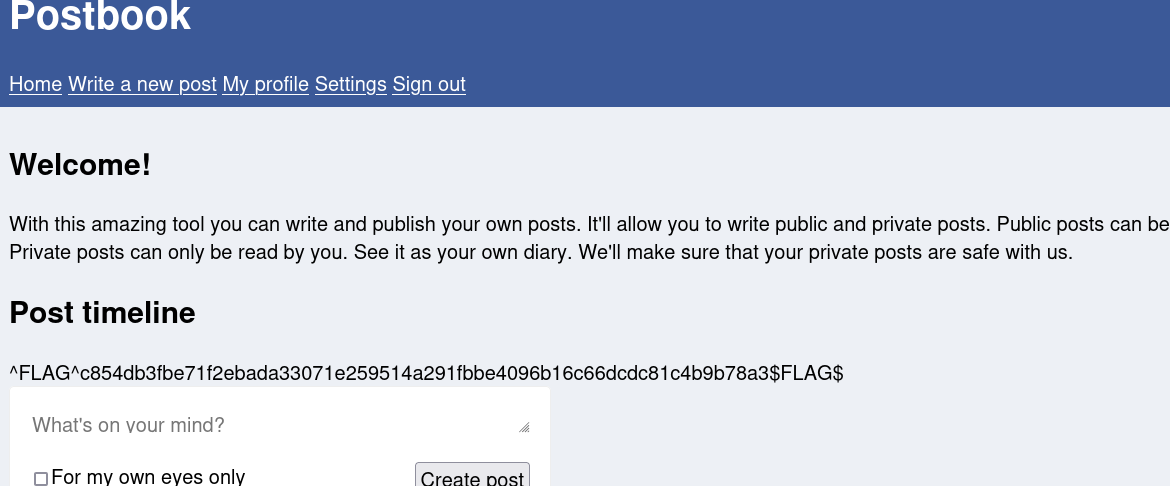 Postbook
Home Write a new post My profile Settings Sign out
Welcome!
With this amazing tool you can write and publish your own posts. It'll allow you to write public and private posts. Public posts can be
Private posts can only be read by you. See it as your own diary. We'll make sure that your private posts are safe with us.
Post timeline
^FLAG^c854db3fbe71f2ebada33071e259514a291fbbe4096b16c66dcdc81c4b9b78a3$FLAG$
What's on your mind?
For my own eyes only Create post